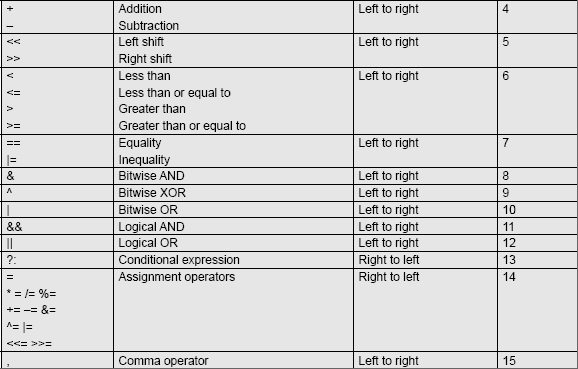 + Addition Left to right 4
– Subtraction
<< Left shift Left to right 5
>> Right shift
< Less than Left to right 6
<= Less than or equal to
> Greater than
>= Greater than or equal to
== Equality Left to right 7
|= Inequality
& Bitwise AND Left to right 8
^ Bitwise XOR Left to right 9
| Bitwise OR Left to right 10
&& Logical AND Left to right 11
|| Logical OR Left to right 12
?: Conditional expression Right to left 13
= Assignment operators Right to left 14
* = /= %=
+= –= &=
^= |=
<<= >>=
, Comma operator Left to right 15